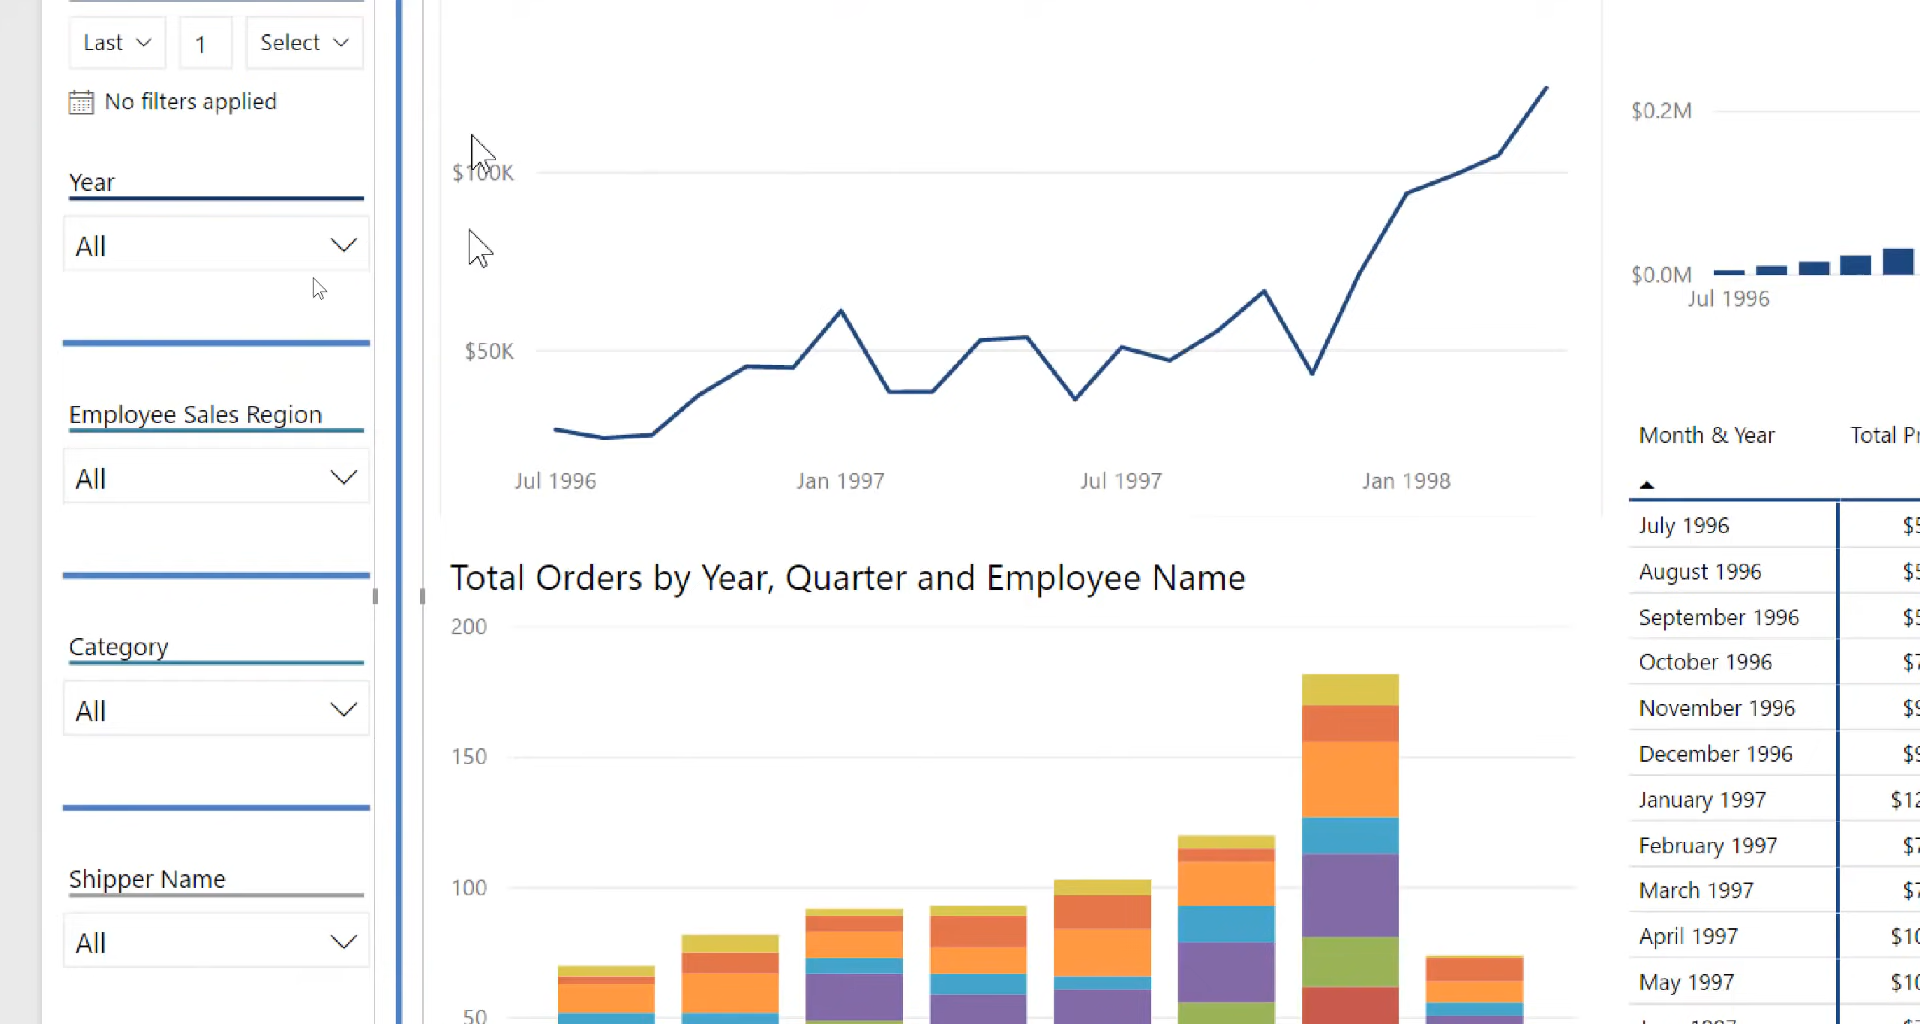 Last 1 Select
No filters applied
Year
All
Employee Sales Region
All
Category
All
Shipper Name
All
$100K
$50K
Jul 1996 Jan 1997 Jul 1997 Jan 1998
Total Orders by Year, Quarter and Employee Name
200
150
100
50
$0.2M
$0.0M
Jul 1996
Month & Year Total
July 1996
August 1996
September 1996
October 1996
November 1996
December 1996
January 1997
February 1997
March 1997
April 1997
May 1997